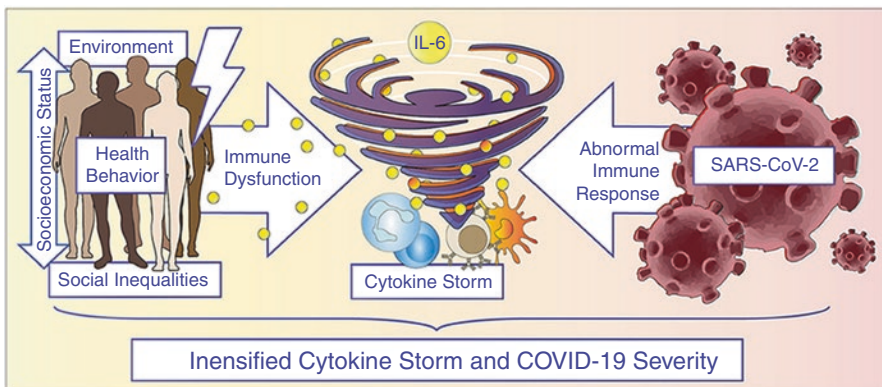 Environment
Socioeconomic Status
Health
Behavior
Social Inequalities
Immune
Dysfunction
IL-6
Cytokine Storm
Abnormal
Immune
Response
SARS-CoV-2
Inensified Cytokine Storm and COVID-19 Severity